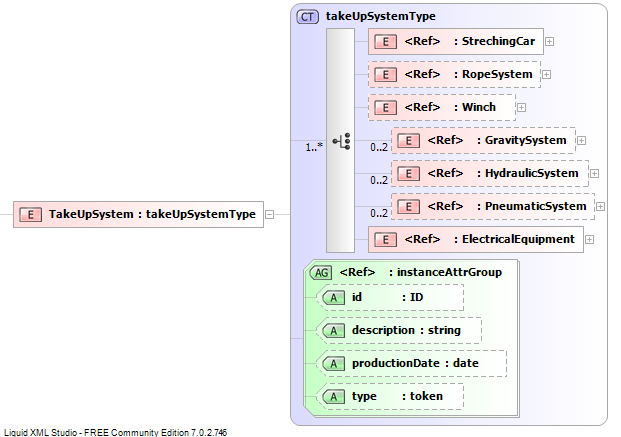 CT takeUpSystemType
E <Ref> : StrechingCar
E <Ref> : RopeSystem
E <Ref> : Winch
1..*
0..2 E <Ref> : GravitySystem
0..2 E <Ref> : HydraulicSystem
0..2 E <Ref> : PneumaticSystem
E TakeUpSystem : takeUpSystemType
E <Ref> : ElectricalEquipment
AG <Ref> : instanceAttrGroup
A id : ID
A description : string
A productionDate : date
A type : token
Liquid XML Studio - FREE Community Edition 7.0.2.746